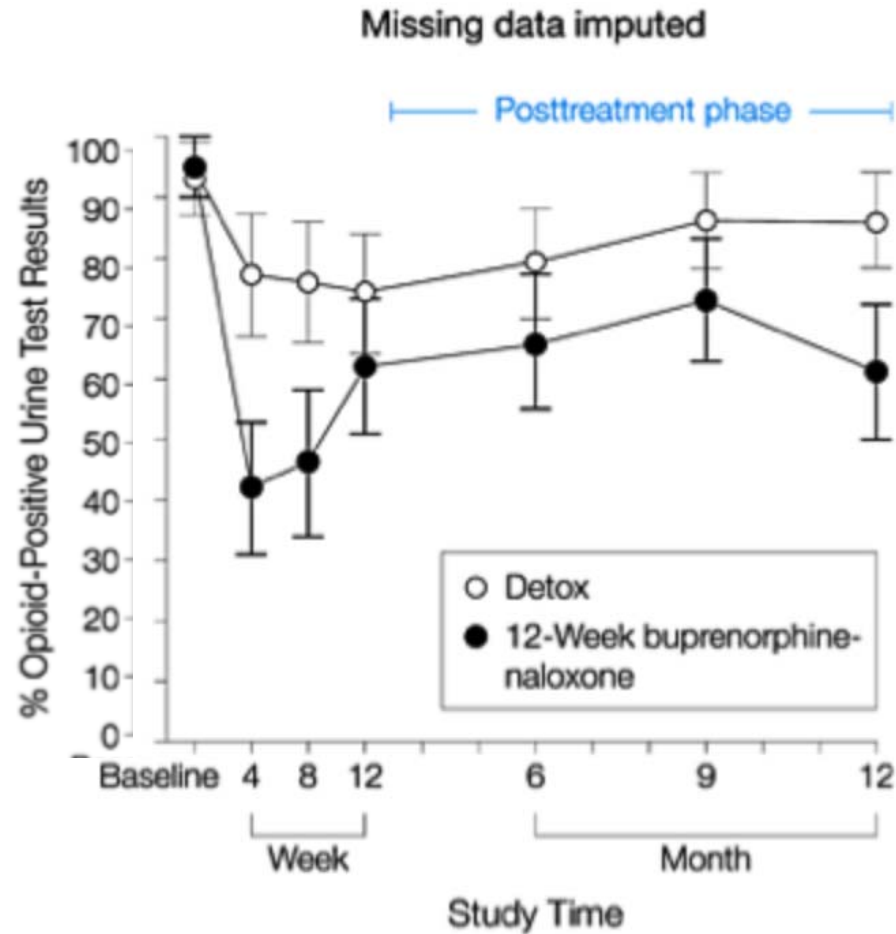 Missing data imputed
Posttreatment phase
% Opioid-Positive Urine Test Results
100
90
80
70
60
50
40
30
20
10
0
Detox
12-Week buprenorphine-
naloxone
Baseline 4 8 12 6 9 12
Week Month
Study Time